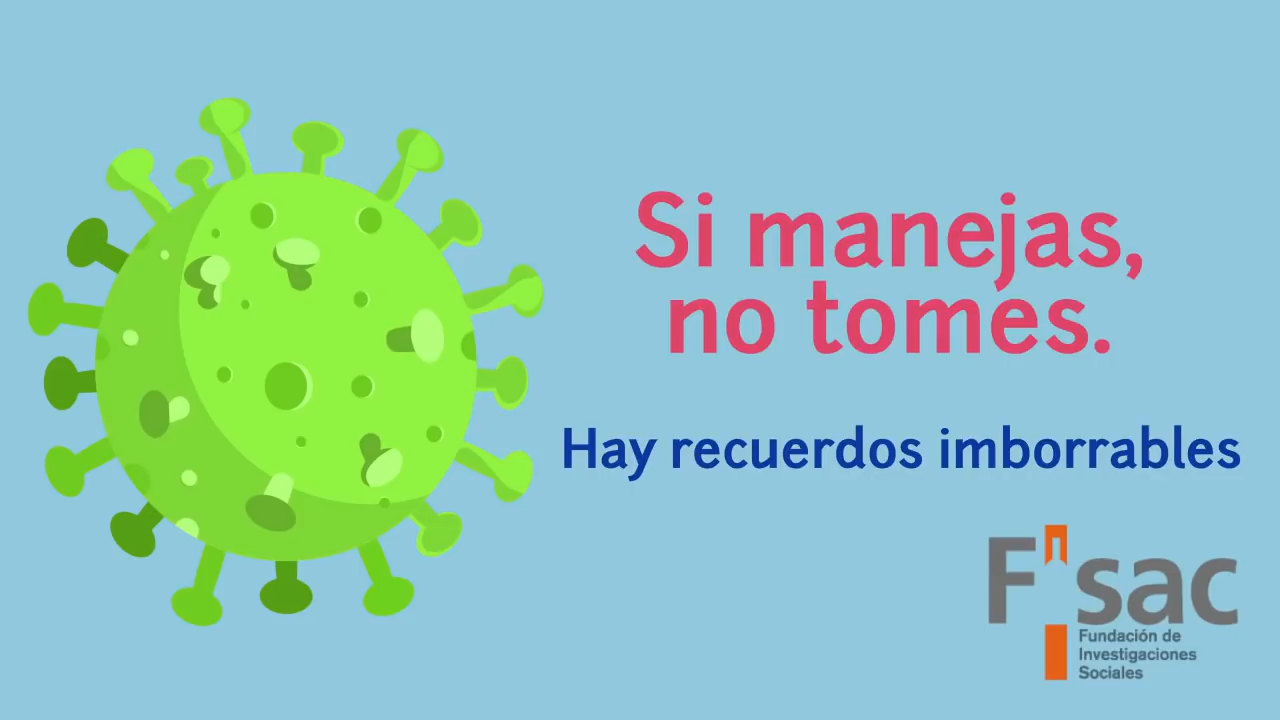 Si manejas,
no tomes.
Hay recuerdos imborrables
Fisac
Fundación de
Investigaciones
Sociales